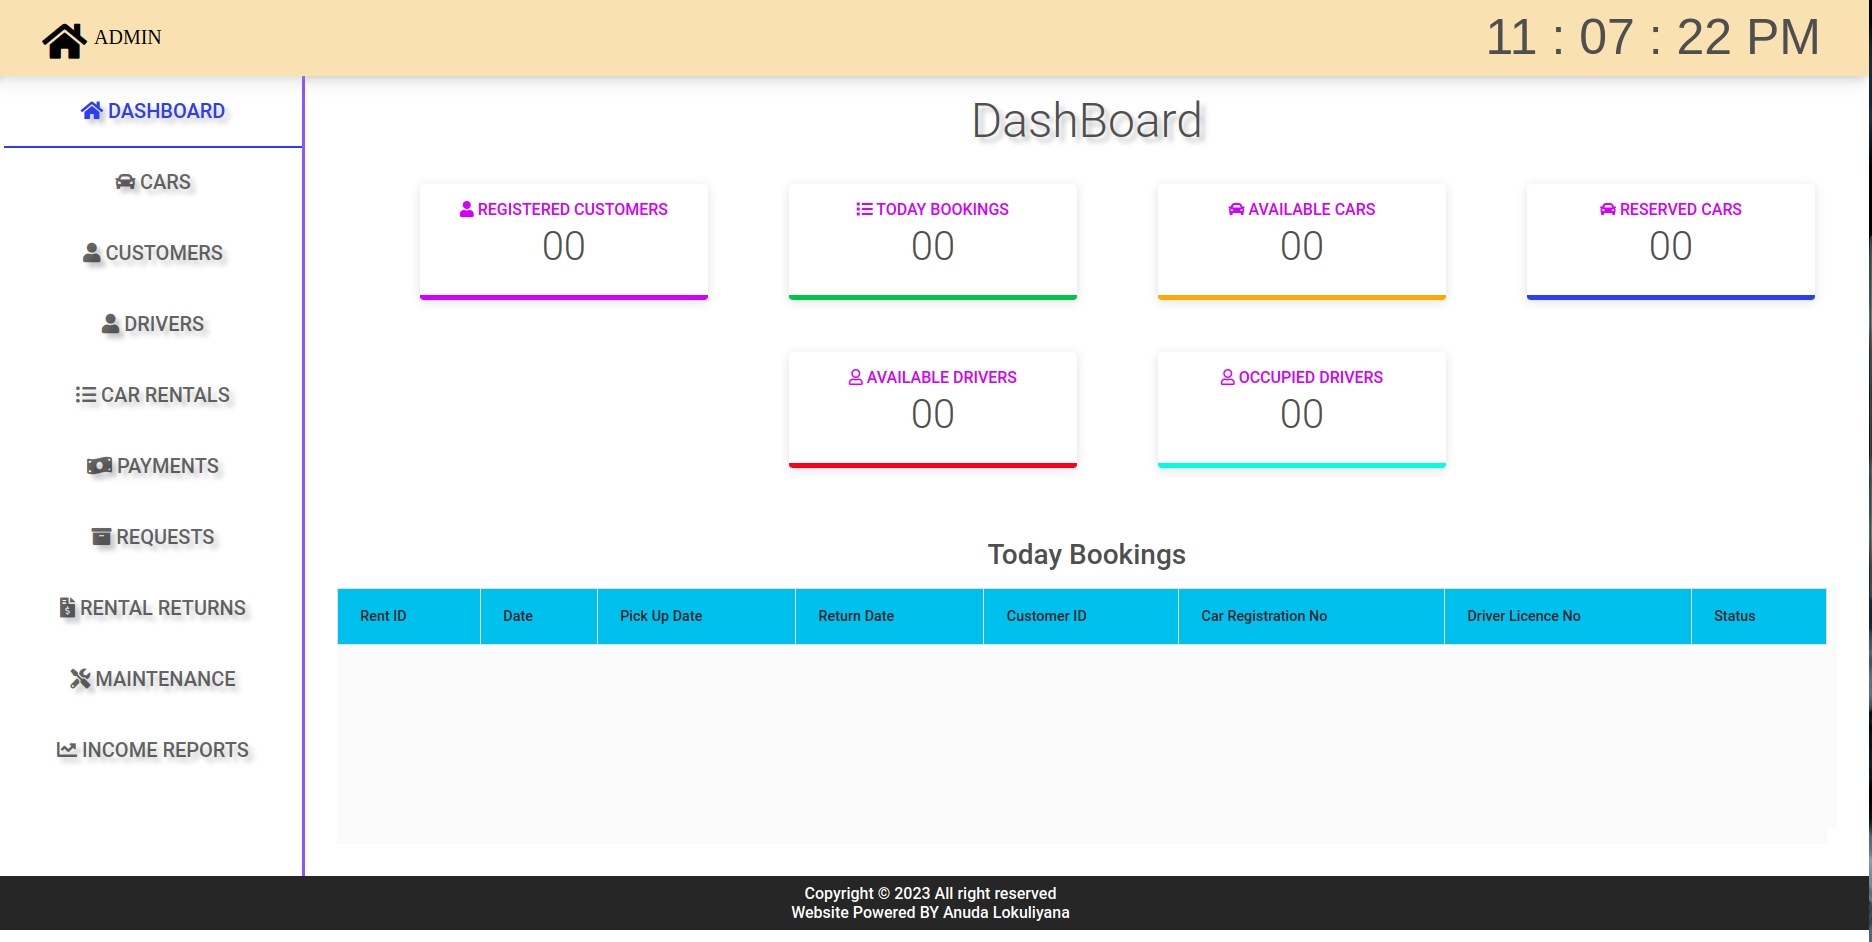 ADMIN
11 : 07 : 22 PM
DASHBOARD
CARS
CUSTOMERS
DRIVERS
CAR RENTALS
PAYMENTS
REQUESTS
RENTAL RETURNS
MAINTENANCE
INCOME REPORTS
DashBoard
REGISTERED CUSTOMERS
00
TODAY BOOKINGS
00
AVAILABLE CARS
00
RESERVED CARS
00
AVAILABLE DRIVERS
00
OCCUPIED DRIVERS
00
Today Bookings
Rent ID Date Pick Up Date Return Date Customer ID Car Registration No Driver Licence No Status
Copyright © 2023 All right reserved
Website Powered BY Anuda Lokuliyana